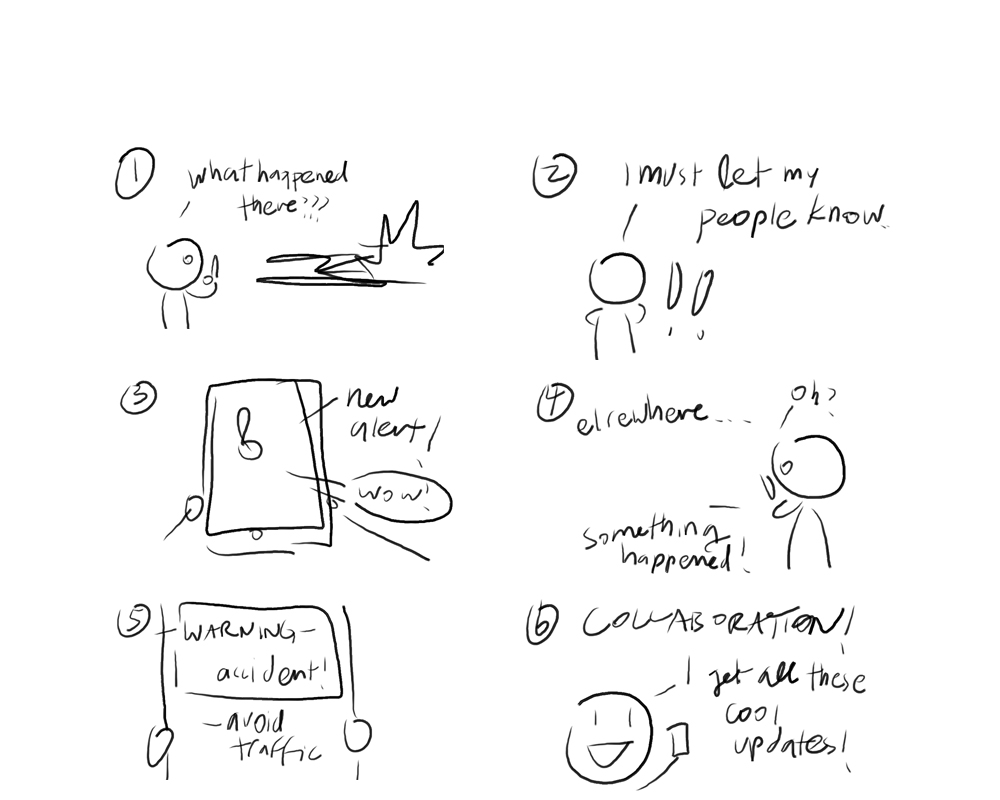 1
what happened
there???
2
I must let my
people know.
3
new
alert!
wow!
4
elsewhere...
Oh?
something
happened!
5
-WARNING-
accident!
-avoid
traffic
6
COLLABORATION!
I get all these
cool
updates!